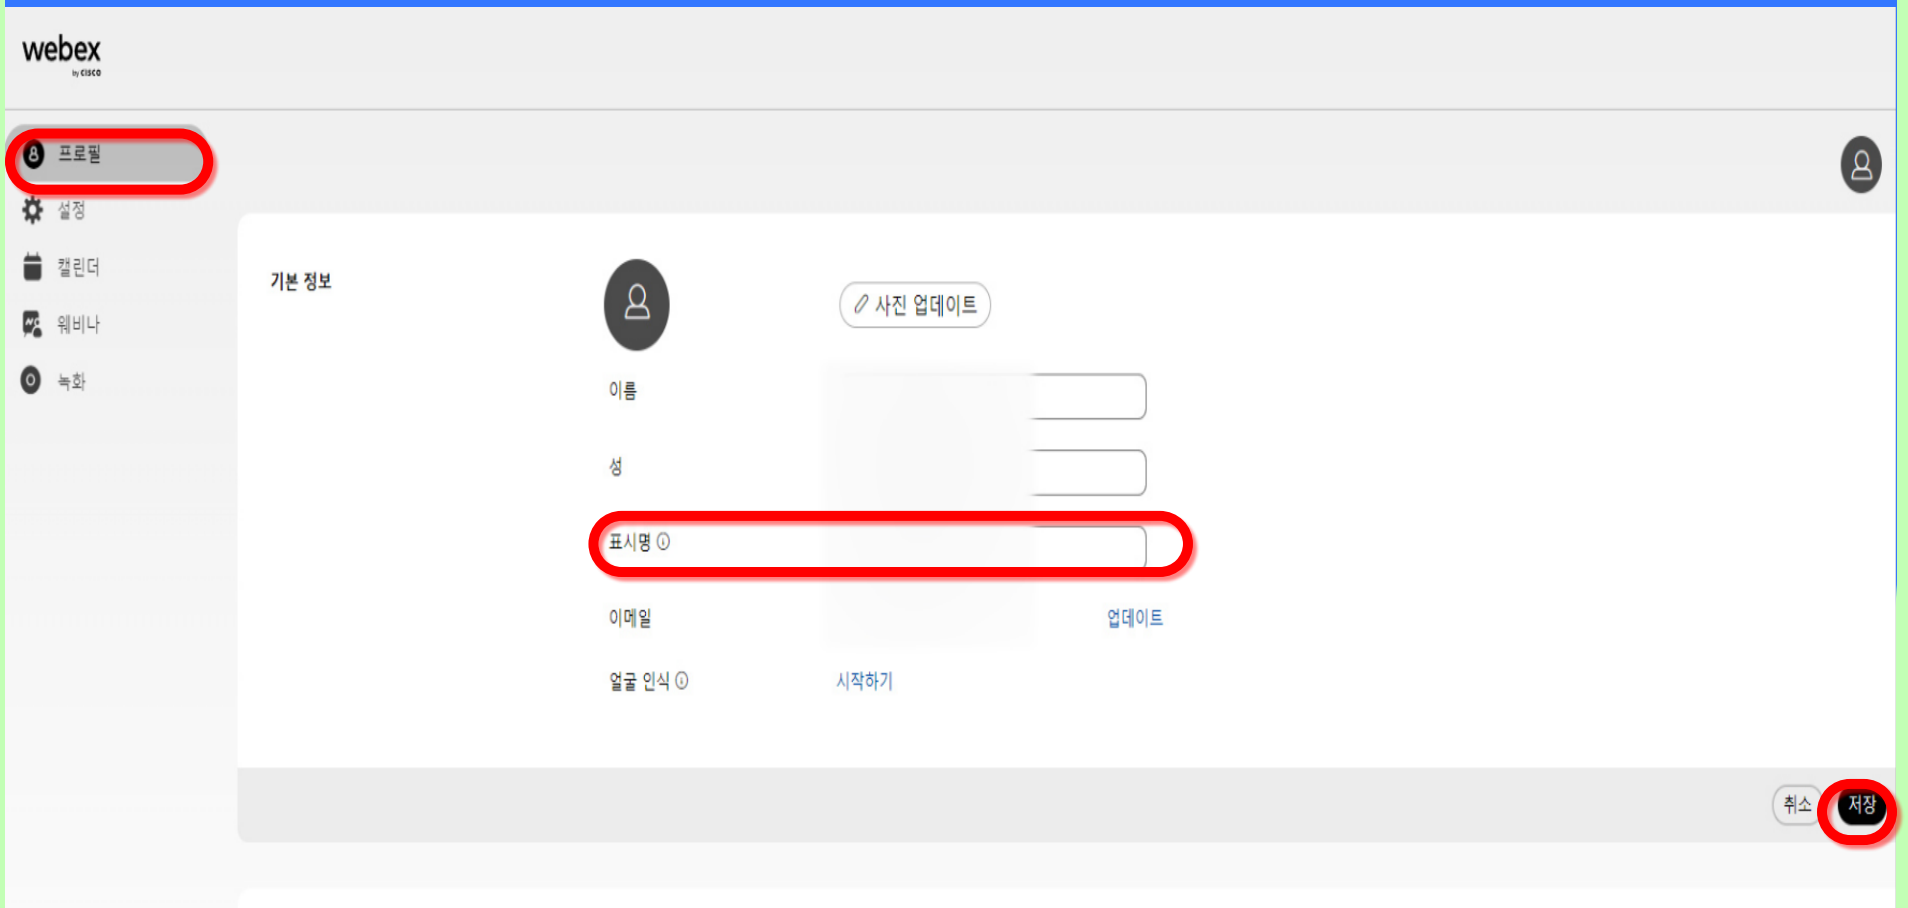 webex
by CISCO
프로필
설정
캘린더
웨비나
녹화
기본 정보
사진 업데이트
이름
성
표시명
이메일
업데이트
얼굴 인식
시작하기
취소
저장